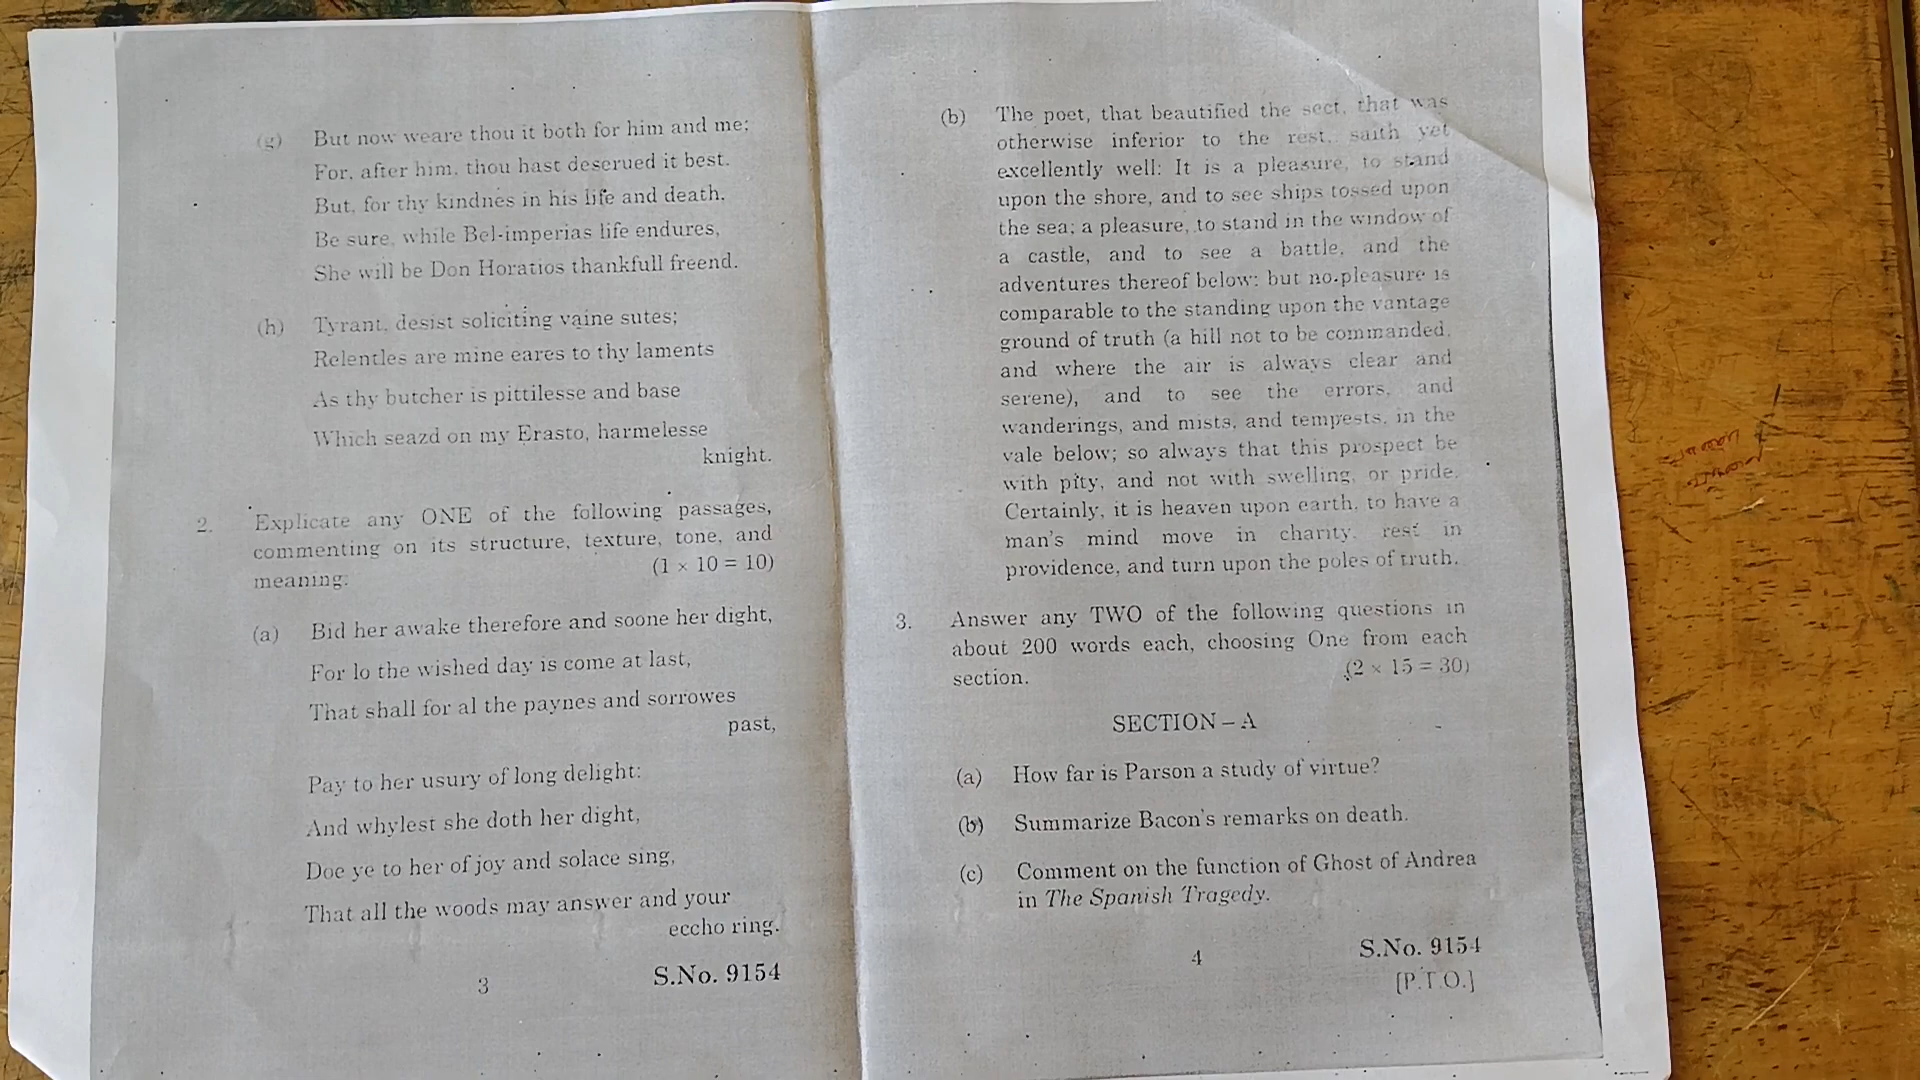 (g) But now weare thou it both for him and me;
For, after him, thou hast deserued it best.
But, for thy kindnes in his life and death,
Be sure, while Bel-imperias life endures,
She will be Don Horatios thankfull freend.
(h) Tyrant, desist soliciting vaine sutes;
Relentles are mine eares to thy laments
As thy butcher is pittilesse and base
Which seazd on my Erasto, harmelesse
knight.
2. Explicate any ONE of the following passages,
commenting on its structure, texture, tone, and
meaning: (1 × 10 = 10)
(a) Bid her awake therefore and soone her dight,
For lo the wished day is come at last,
That shall for al the paynes and sorrowes
past,
Pay to her usury of long delight:
And whylest she doth her dight,
Doe ye to her of joy and solace sing,
That all the woods may answer and your
eccho ring.
3 S.No. 9154
(b) The poet, that beautified the sect, that was
otherwise inferior to the rest, saith yet
excellently well: It is a pleasure, to stand
upon the shore, and to see ships tossed upon
the sea; a pleasure, to stand in the window of
a castle, and to see a battle, and the
adventures thereof below: but no pleasure is
comparable to the standing upon the vantage
ground of truth (a hill not to be commanded,
and where the air is always clear and
serene), and to see the errors, and
wanderings, and mists, and tempests, in the
vale below; so always that this prospect be
with pity, and not with swelling, or pride.
Certainly, it is heaven upon earth, to have a
man's mind move in charity, rest in
providence, and turn upon the poles of truth.
3. Answer any TWO of the following questions in
about 200 words each, choosing One from each
section. (2 × 15 = 30)
SECTION – A
(a) How far is Parson a study of virtue?
(b) Summarize Bacon's remarks on death.
(c) Comment on the function of Ghost of Andrea
in The Spanish Tragedy.
4 S.No. 9154
[P.T.O.]